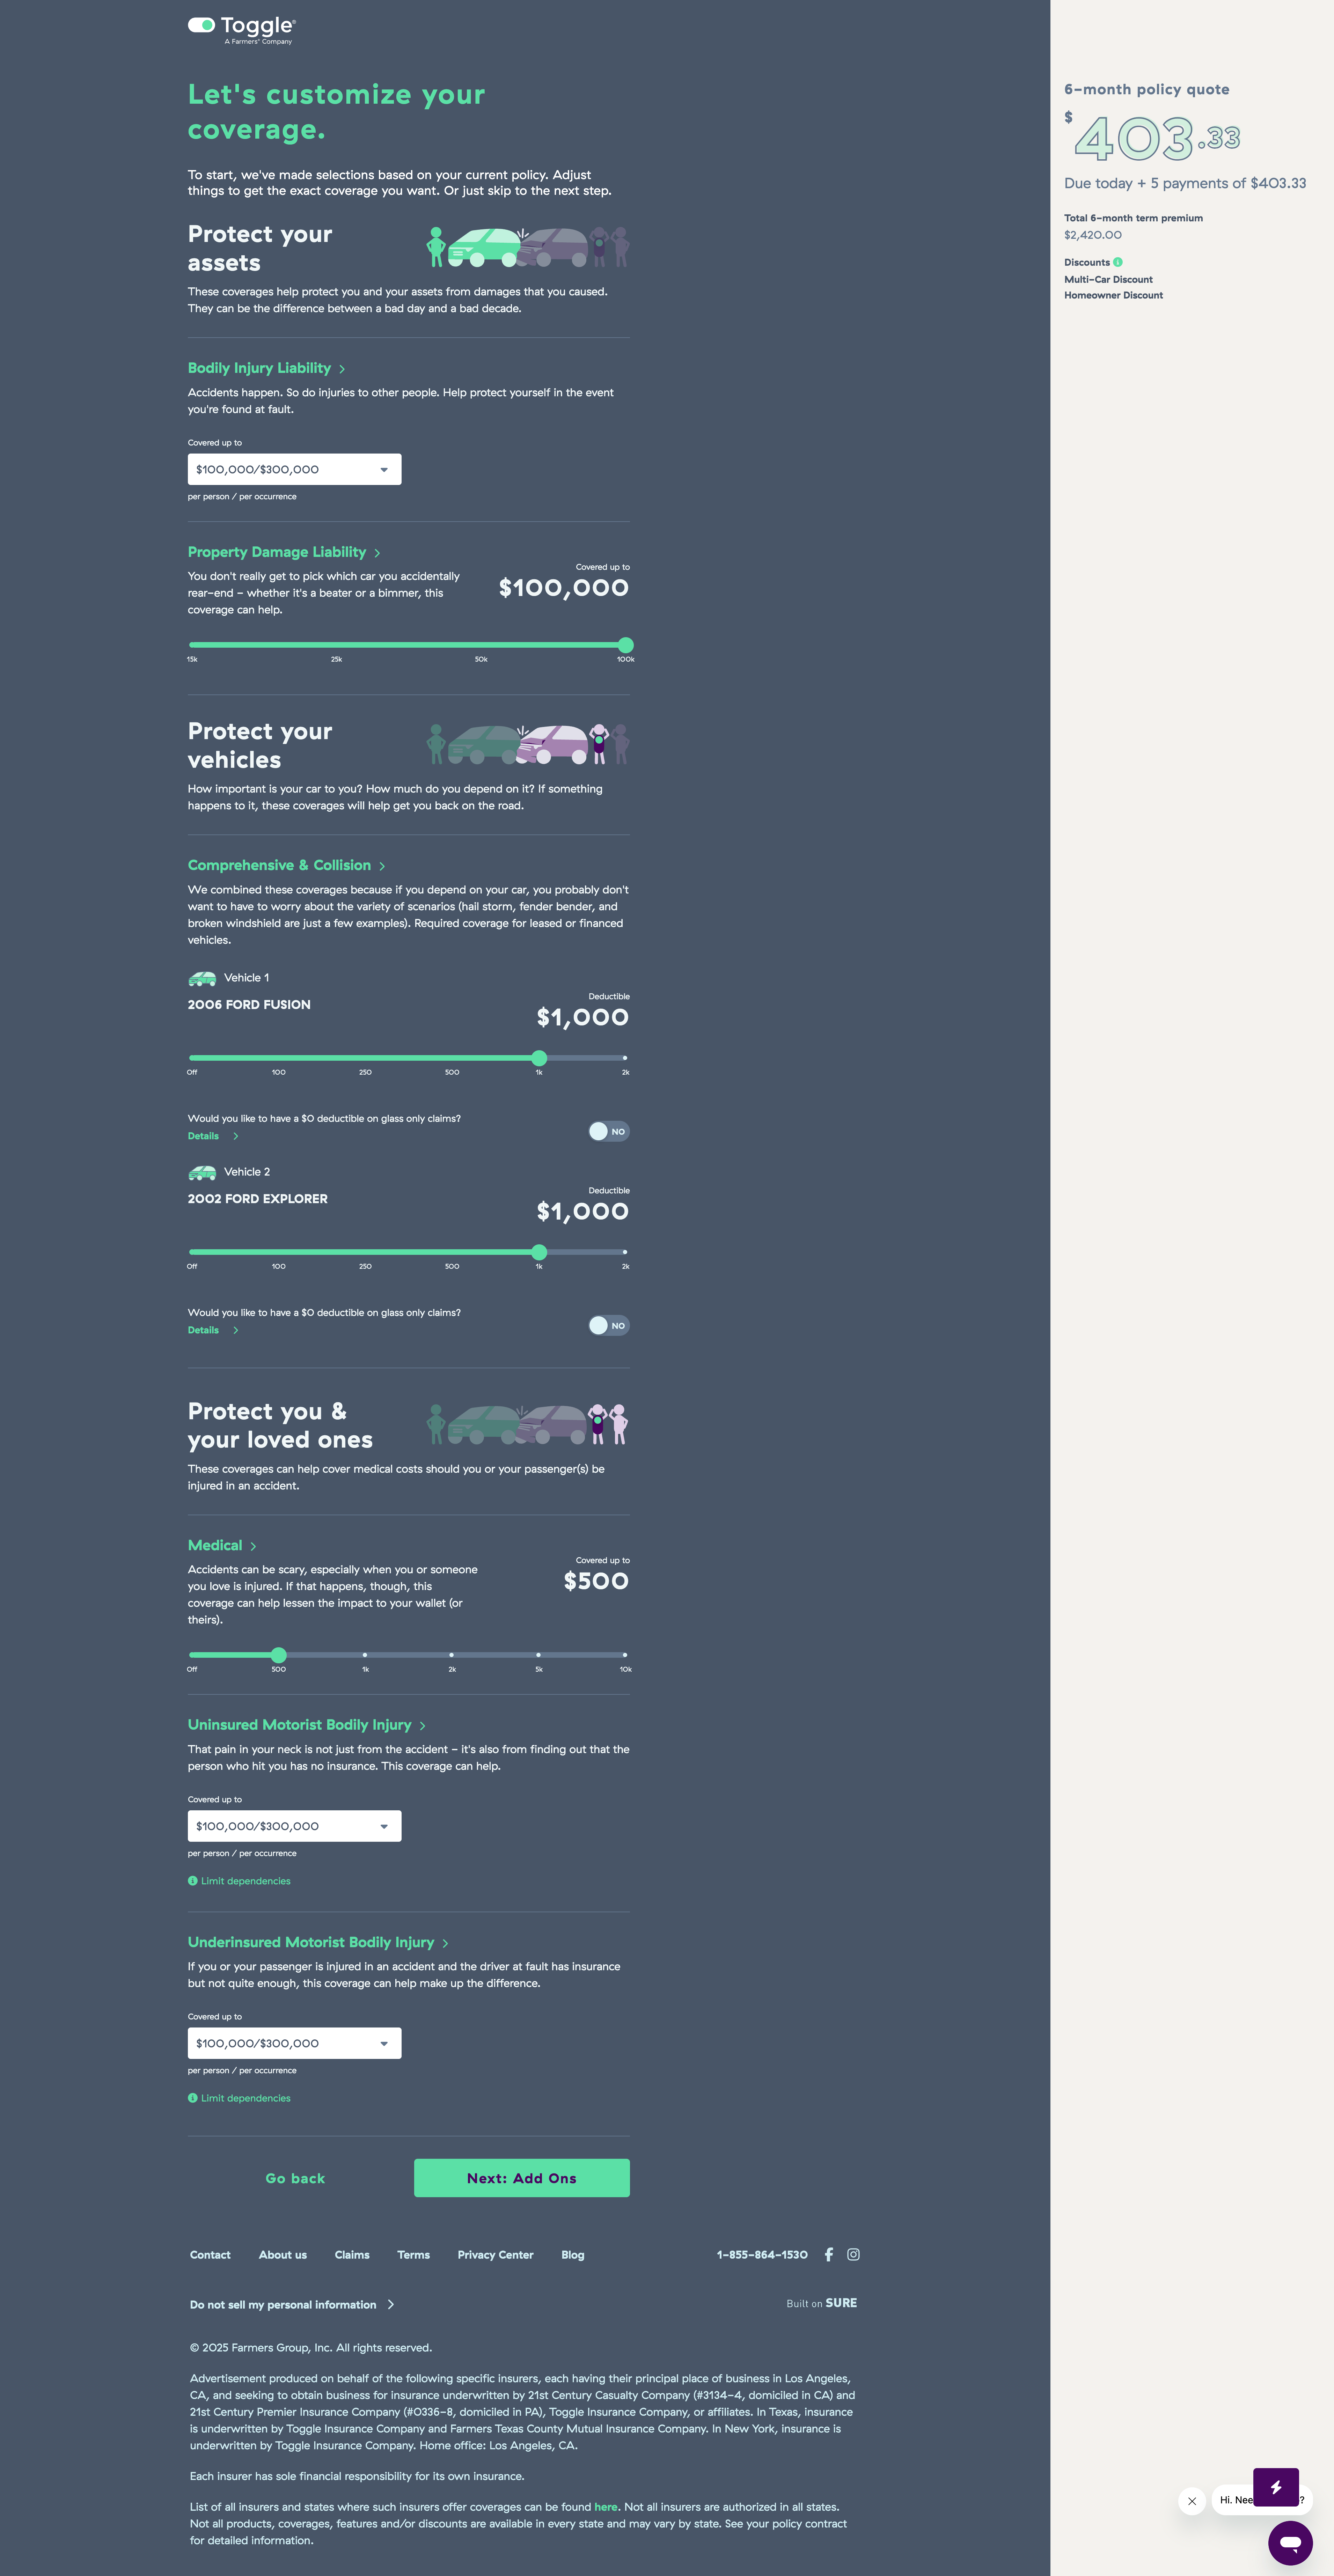 Toggle®
A Farmers® Company
Let's customize your
coverage.
To start, we've made selections based on your current policy. Adjust
things to get the exact coverage you want. Or just skip to the next step.
Protect your
assets
These coverages help protect you and your assets from damages that you caused.
They can be the difference between a bad day and a bad decade.
Bodily Injury Liability
Accidents happen. So do injuries to other people. Help protect yourself in the event
you're found at fault.
Covered up to
$100,000/$300,000
per person / per occurrence
Property Damage Liability
You don't really get to pick which car you accidentally
rear-end - whether it's a beater or a bimmer, this
coverage can help.
Covered up to
$100,000
15k 25k 50k 100k
Protect your
vehicles
How important is your car to you? How much do you depend on it? If something
happens to it, these coverages will help get you back on the road.
Comprehensive & Collision
We combined these coverages because if you depend on your car, you probably don't
want to have to worry about the variety of scenarios (hail storm, fender bender, and
broken windshield are just a few examples). Required coverage for leased or financed
vehicles.
Vehicle 1
2006 FORD FUSION
Deductible
$1,000
Off 100 250 500 1k 2k
Would you like to have a $0 deductible on glass only claims?
Details
NO
Vehicle 2
2002 FORD EXPLORER
Deductible
$1,000
Off 100 250 500 1k 2k
Would you like to have a $0 deductible on glass only claims?
Details
NO
Protect you &
your loved ones
These coverages can help cover medical costs should you or your passenger(s) be
injured in an accident.
Medical
Accidents can be scary, especially when you or someone
you love is injured. If that happens, though, this
coverage can help lessen the impact to your wallet (or
theirs).
Covered up to
$500
Off 500 1k 2k 5k 10k
Uninsured Motorist Bodily Injury
That pain in your neck is not just from the accident - it's also from finding out that the
person who hit you has no insurance. This coverage can help.
Covered up to
$100,000/$300,000
per person / per occurrence
Limit dependencies
Underinsured Motorist Bodily Injury
If you or your passenger is injured in an accident and the driver at fault has insurance
but not quite enough, this coverage can help make up the difference.
Covered up to
$100,000/$300,000
per person / per occurrence
Limit dependencies
Go back
Next: Add Ons
Contact About us Claims Terms Privacy Center Blog
1-855-864-1530
Do not sell my personal information
Built on SURE
© 2025 Farmers Group, Inc. All rights reserved.
Advertisement produced on behalf of the following specific insurers, each having their principal place of business in Los Angeles,
CA, and seeking to obtain business for insurance underwritten by 21st Century Casualty Company (#3134-4, domiciled in CA) and
21st Century Premier Insurance Company (#0336-8, domiciled in PA), Toggle Insurance Company, or affiliates. In Texas, insurance
is underwritten by Toggle Insurance Company and Farmers Texas County Mutual Insurance Company. In New York, insurance is
underwritten by Toggle Insurance Company. Home office: Los Angeles, CA.
Each insurer has sole financial responsibility for its own insurance.
List of all insurers and states where such insurers offer coverages can be found here. Not all insurers are authorized in all states.
Not all products, coverages, features and/or discounts are available in every state and may vary by state. See your policy contract
for detailed information.
6-month policy quote
$403.33
Due today + 5 payments of $403.33
Total 6-month term premium
$2,420.00
Discounts
Multi-Car Discount
Homeowner Discount
Hi. Nee ?